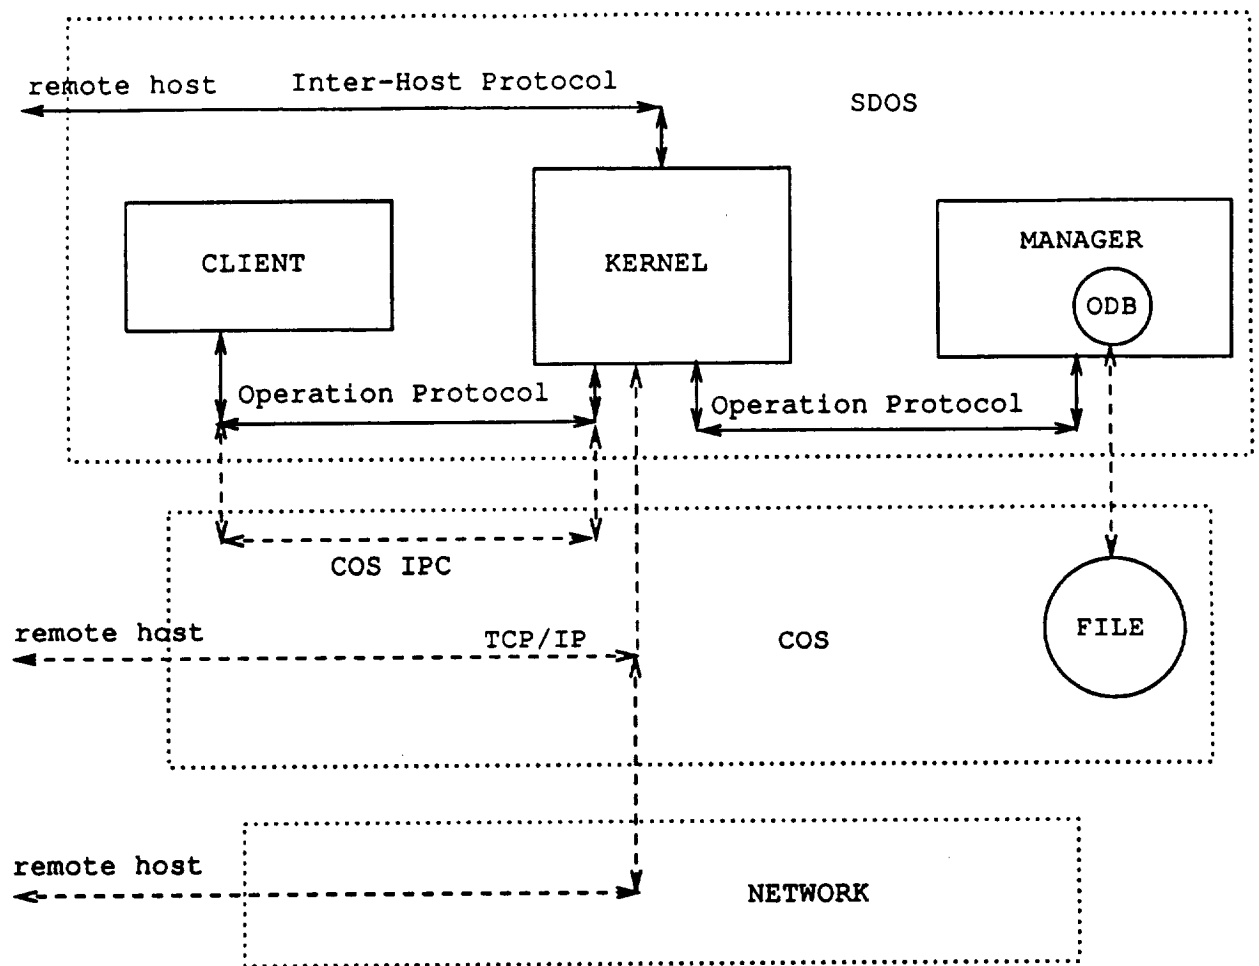 remote host Inter-Host Protocol
SDOS
CLIENT
KERNEL
MANAGER
ODB
Operation Protocol
Operation Protocol
COS IPC
remote host
TCP/IP
COS
FILE
remote host
NETWORK